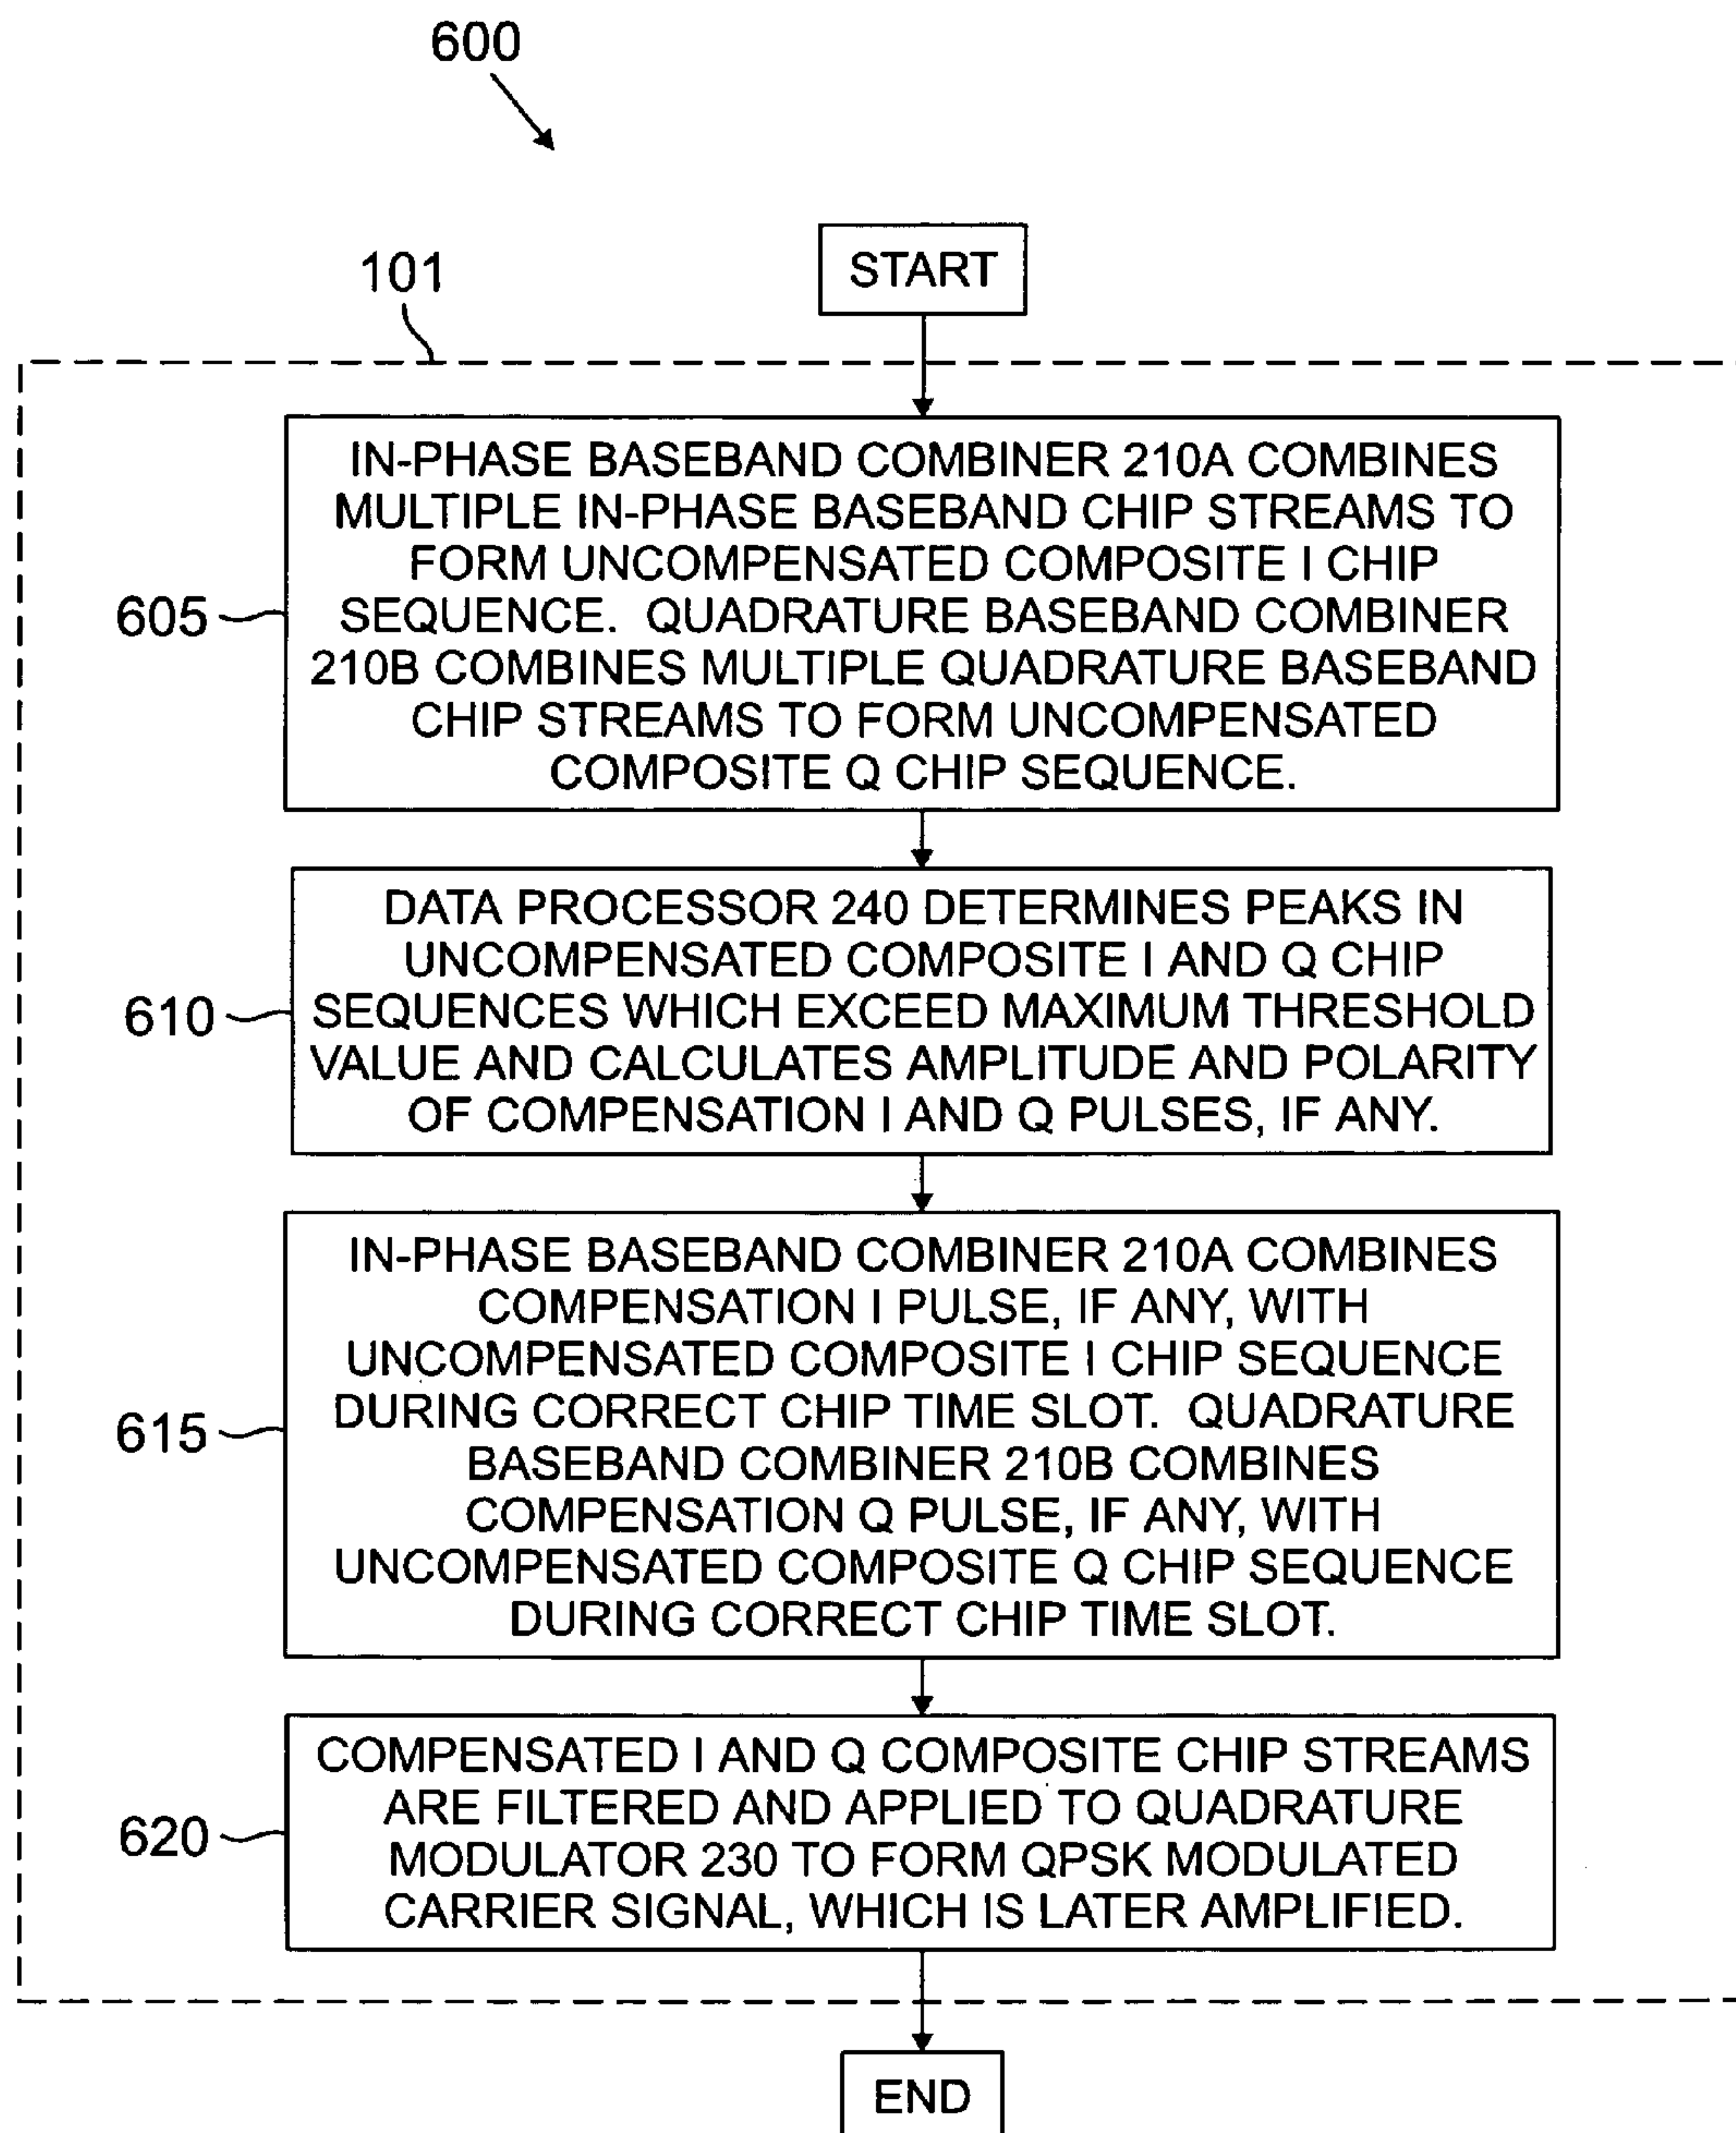 600
START
101
IN-PHASE BASEBAND COMBINER 210A COMBINES
MULTIPLE IN-PHASE BASEBAND CHIP STREAMS TO
FORM UNCOMPENSATED COMPOSITE I CHIP
SEQUENCE. QUADRATURE BASEBAND COMBINER
210B COMBINES MULTIPLE QUADRATURE BASEBAND
CHIP STREAMS TO FORM UNCOMPENSATED
COMPOSITE Q CHIP SEQUENCE.
605
DATA PROCESSOR 240 DETERMINES PEAKS IN
UNCOMPENSATED COMPOSITE I AND Q CHIP
SEQUENCES WHICH EXCEED MAXIMUM THRESHOLD
VALUE AND CALCULATES AMPLITUDE AND POLARITY
OF COMPENSATION I AND Q PULSES, IF ANY.
610
IN-PHASE BASEBAND COMBINER 210A COMBINES
COMPENSATION I PULSE, IF ANY, WITH
UNCOMPENSATED COMPOSITE I CHIP SEQUENCE
DURING CORRECT CHIP TIME SLOT. QUADRATURE
BASEBAND COMBINER 210B COMBINES
COMPENSATION Q PULSE, IF ANY, WITH
UNCOMPENSATED COMPOSITE Q CHIP SEQUENCE
DURING CORRECT CHIP TIME SLOT.
615
COMPENSATED I AND Q COMPOSITE CHIP STREAMS
ARE FILTERED AND APPLIED TO QUADRATURE
MODULATOR 230 TO FORM QPSK MODULATED
CARRIER SIGNAL, WHICH IS LATER AMPLIFIED.
620
END